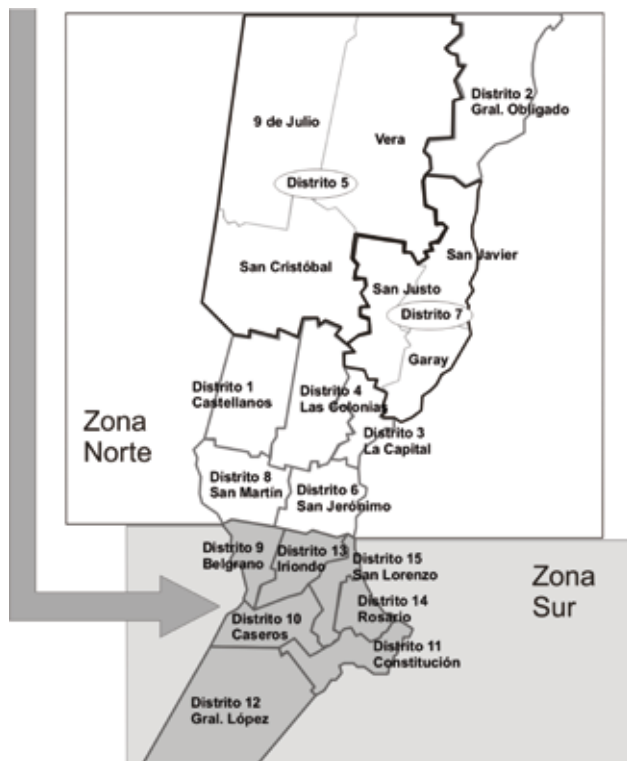 Distrito 2
Gral. Obligado
9 de Julio
Vera
Distrito 5
San Javier
San Cristóbal
San Justo
Distrito 7
Garay
Distrito 1
Castellanos
Distrito 4
Las Colonias
Zona
Norte
Distrito 3
La Capital
Distrito 8
San Martín
Distrito 6
San Jerónimo
Distrito 9
Belgrano
Distrito 13
Iriondo
Distrito 15
San Lorenzo
Zona
Sur
Distrito 14
Rosario
Distrito 10
Caseros
Distrito 11
Constitución
Distrito 12
Gral. López